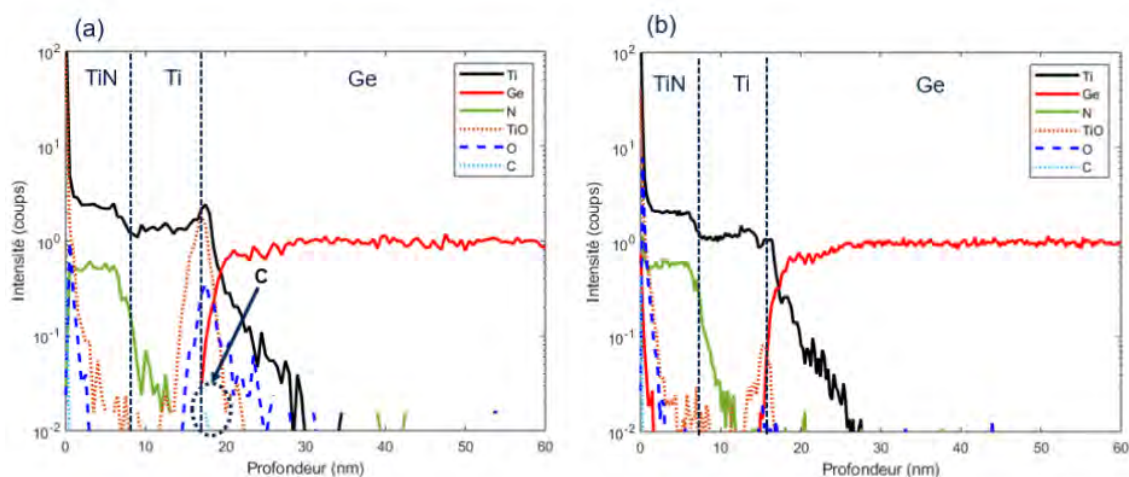 (a)
10^2
10^1
10^0
10^-1
10^-2
Intensité (coups)
TiN
Ti
Ge
Ti
Ge
N
TiO
O
C
C
0
10
20
30
40
50
60
Profondeur (nm)
(b)
10^2
10^1
10^0
10^-1
10^-2
Intensité (coups)
TiN
Ti
Ge
Ti
Ge
N
TiO
O
C
0
10
20
30
40
50
60
Profondeur (nm)